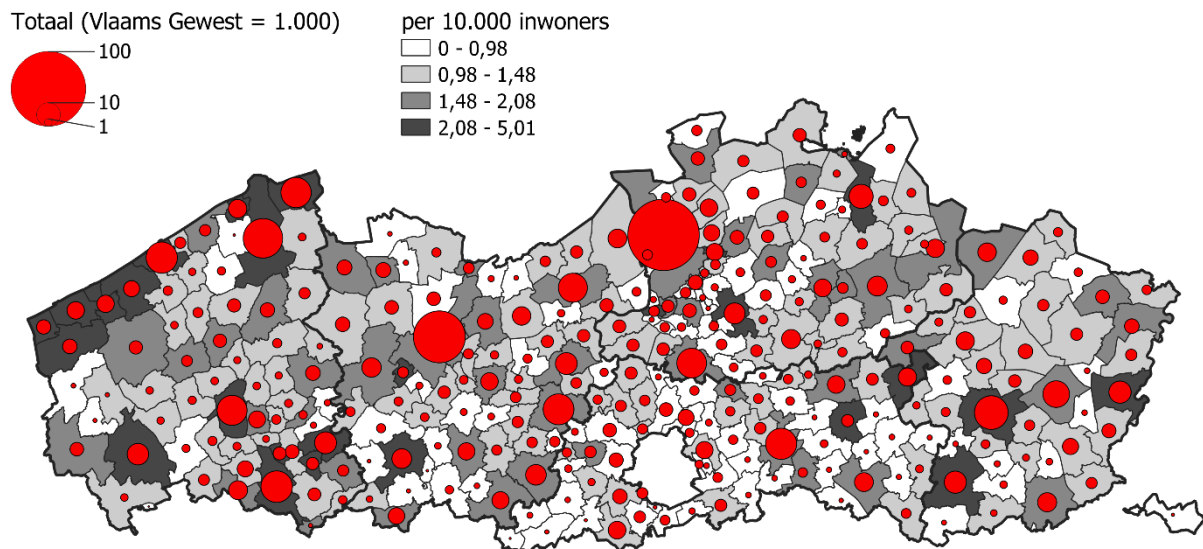 Totaal (Vlaams Gewest = 1.000)
100
10
1
per 10.000 inwoners
0 - 0,98
0,98 - 1,48
1,48 - 2,08
2,08 - 5,01